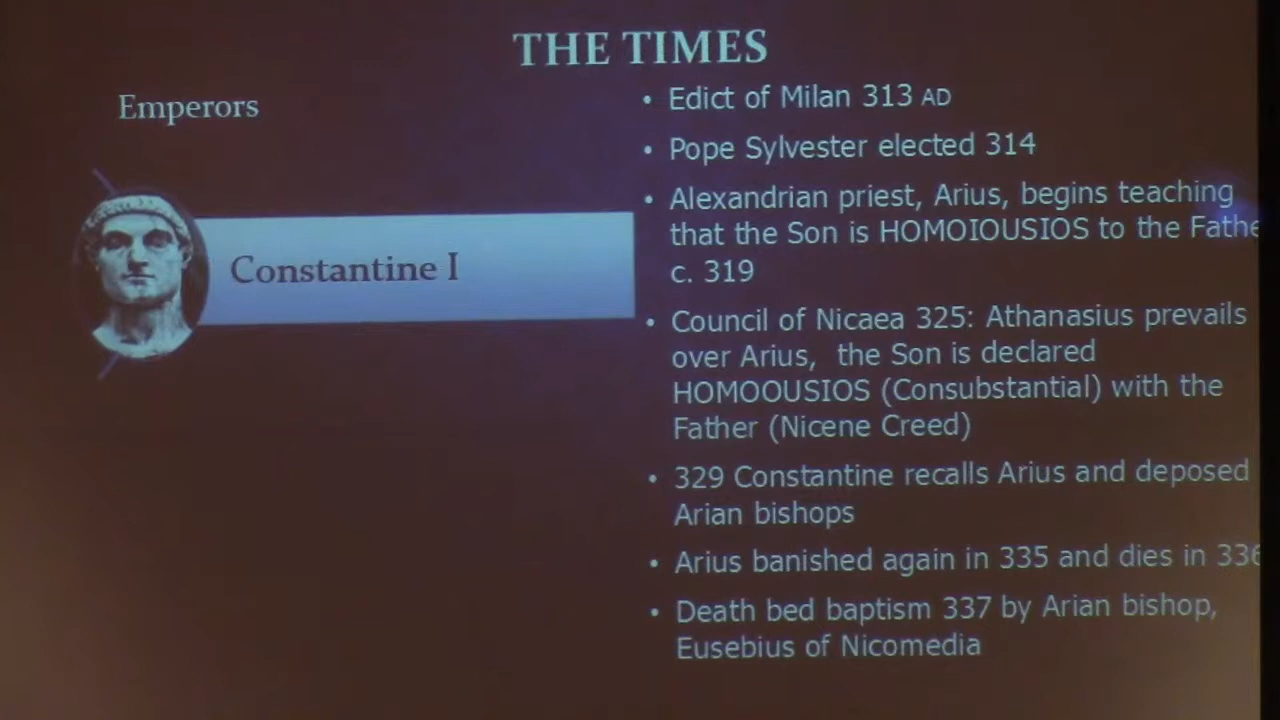 THE TIMES
Emperors
Constantine I
• Edict of Milan 313 AD
• Pope Sylvester elected 314
• Alexandrian priest, Arius, begins teaching
that the Son is HOMOIOUSIOS to the Fathe
c. 319
• Council of Nicaea 325: Athanasius prevails
over Arius, the Son is declared
HOMOOUSIOS (Consubstantial) with the
Father (Nicene Creed)
• 329 Constantine recalls Arius and deposed
Arian bishops
• Arius banished again in 335 and dies in 336
• Death bed baptism 337 by Arian bishop,
Eusebius of Nicomedia